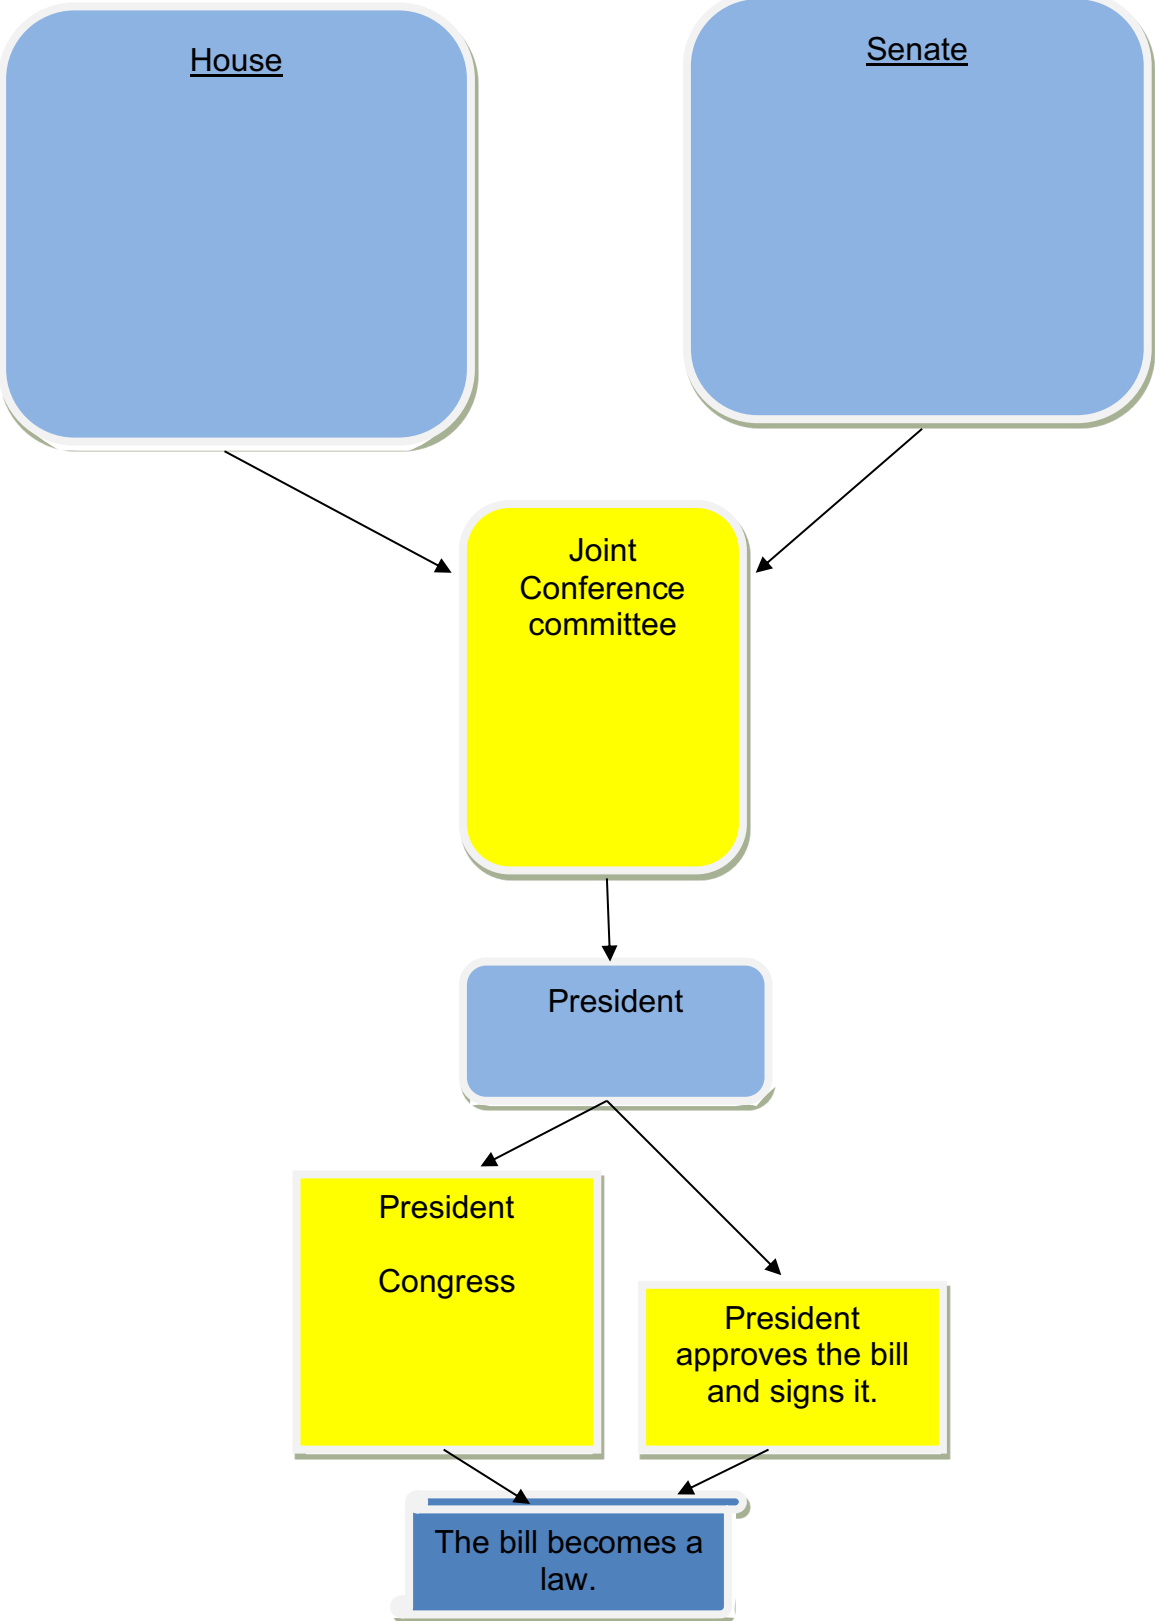 House
Senate
Joint
Conference
committee
President
President
Congress
President
approves the bill
and signs it.
The bill becomes a
law.